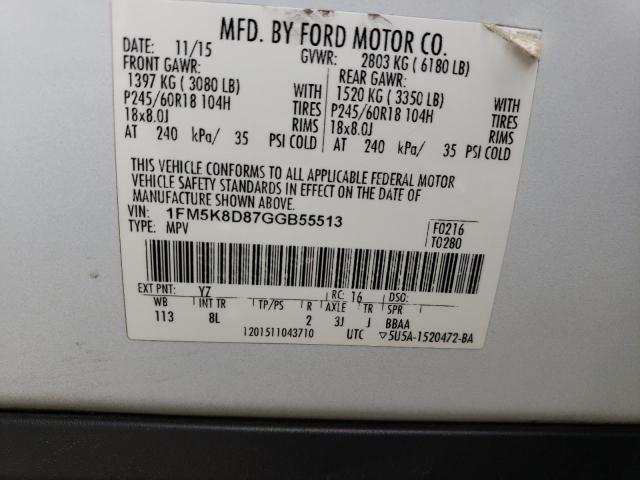 MFD. BY FORD MOTOR CO.
DATE: 11/15 GVWR: 2803 KG ( 6180 LB)
FRONT GAWR: REAR GAWR:
1397 KG ( 3080 LB) WITH 1520 KG ( 3350 LB) WITH
P245/60R18 104H TIRES P245/60R18 104H TIRES
18x8.0J RIMS 18x8.0J RIMS
AT 240 kPa/ 35 PSI COLD AT 240 kPa/ 35 PSI COLD
THIS VEHICLE CONFORMS TO ALL APPLICABLE FEDERAL MOTOR
VEHICLE SAFETY STANDARDS IN EFFECT ON THE DATE OF
MANUFACTURE SHOWN ABOVE.
VIN: 1FM5K8D87GGB55513 F0216
TYPE: MPV T0280
EXT PNT: YZ RC: 16 DSO:
WB INT TR TP/PS R AXLE TR SPR
113 8L 2 3J J BBAA
1201511043710 UTC ▽5U5A-1520472-BA